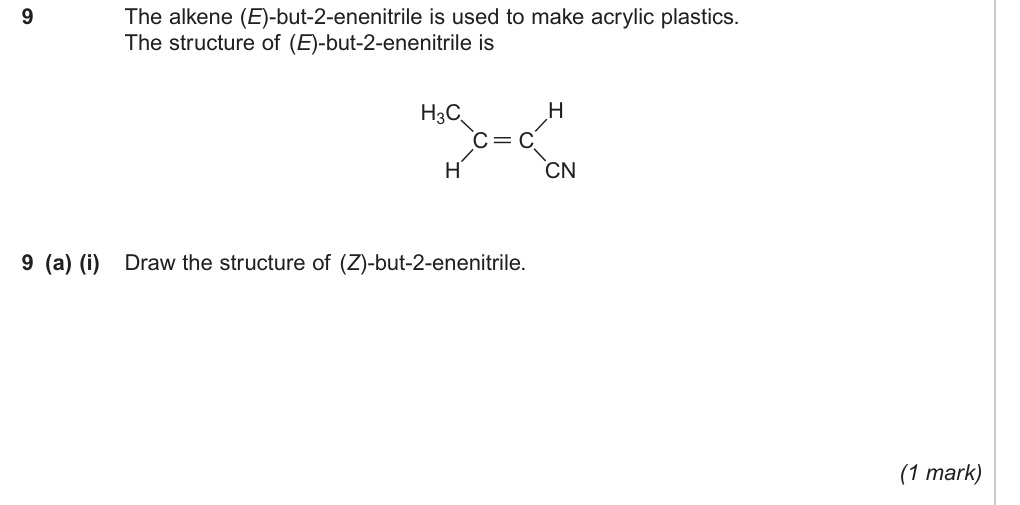 9 The alkene (E)-but-2-enenitrile is used to make acrylic plastics.
The structure of (E)-but-2-enenitrile is
H₃C H
C = C
H CN
9 (a) (i) Draw the structure of (Z)-but-2-enenitrile.
(1 mark)